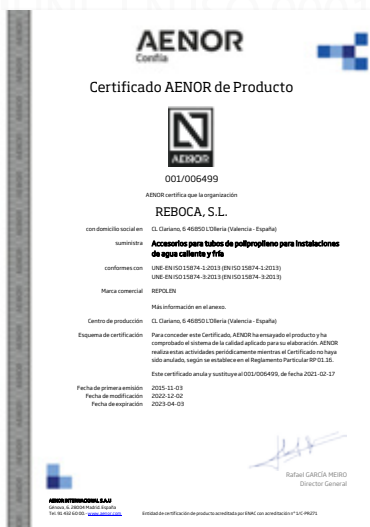 AENOR
Confía
Certificado AENOR de Producto
AENOR
001/006499
AENOR certifica que la organización
REBOCA, S.L.
con domicilio social en CL Clariano, 6 46850 L'Olleria (Valencia - España)
suministra Accesorios para tubos de polipropileno para instalaciones
de agua caliente y fría
conformes con UNE-EN ISO 15874-1:2013 (EN ISO 15874-1:2013)
UNE-EN ISO 15874-3:2013 (EN ISO 15874-3:2013)
Marca comercial REPOLEN
Más información en el anexo.
Centro de producción CL Clariano, 6 46850 L'Olleria (Valencia - España)
Esquema de certificación Para conceder este Certificado, AENOR ha ensayado el producto y ha
comprobado el sistema de la calidad aplicado para su elaboración. AENOR
realiza estas actividades periódicamente mientras el Certificado no haya
sido anulado, según se establece en el Reglamento Particular RP 01.16.
Este certificado anula y sustituye al 001/006499, de fecha 2021-02-17
Fecha de primera emisión 2015-11-03
Fecha de modificación 2022-12-02
Fecha de expiración 2023-04-03
Rafael GARCÍA MEIRO
Director General
AENOR INTERNACIONAL S.A.U
Génova, 6. 28004 Madrid. España
Tel. 91 432 60 00.- www.aenor.com Entidad de certificación de producto acreditada por ENAC con acreditación nº 1/C-PR271